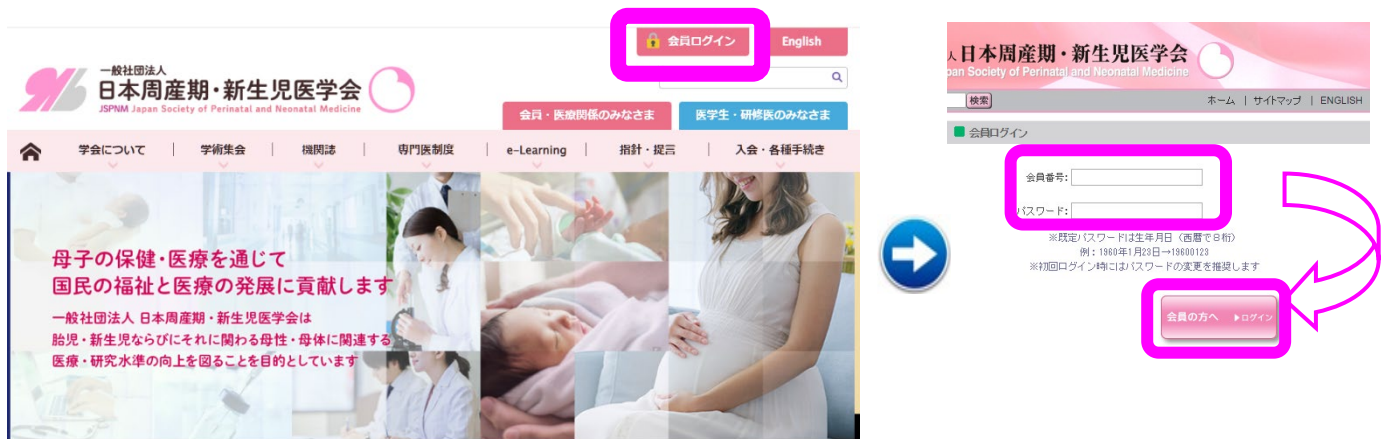 会員ログイン
English
一般社団法人
日本周産期・新生児医学会
JSPNM Japan Society of Perinatal and Neonatal Medicine
会員・医療関係のみなさま
医学生・研修医のみなさま
学会について
学術集会
機関誌
専門医制度
e-Learning
指針・提言
入会・各種手続き
母子の保健・医療を通じて
国民の福祉と医療の発展に貢献します
一般社団法人 日本周産期・新生児医学会は
胎児・新生児ならびにそれに関わる母性・母体に関連する
医療・研究水準の向上を図ることを目的としています
人日本周産期・新生児医学会
pan Society of Perinatal and Neonatal Medicine
検索
ホーム | サイトマップ | ENGLISH
会員ログイン
会員番号:
パスワード:
※既定パスワードは生年月日(西暦で8桁)
例:1960年1月23日→19600123
※初回ログイン時にはパスワードの変更を推奨します
会員の方へ ▶ログイン